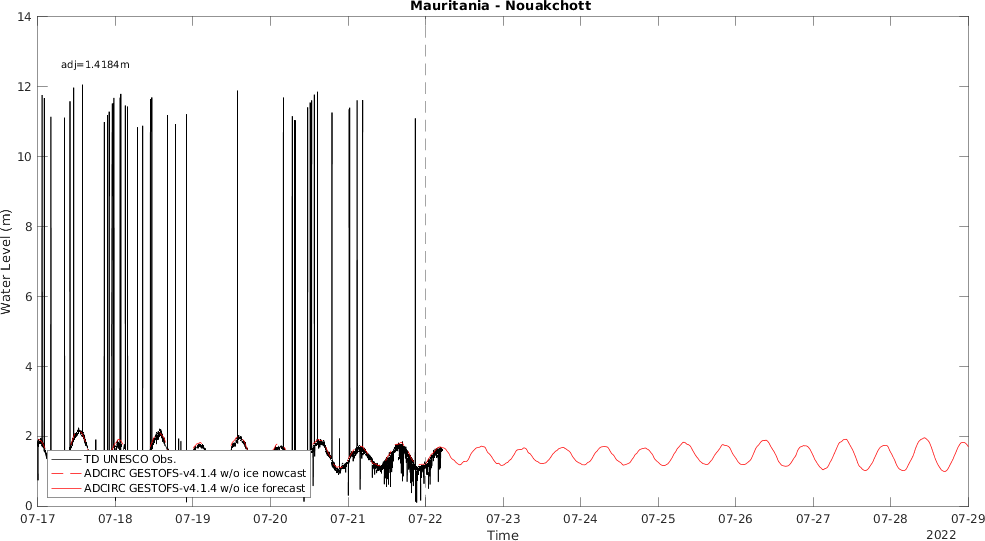 Mauritania - Nouakchott
14
adj=1.4184m
12
10
8
6
4
2
0
Water Level (m)
TD UNESCO Obs.
ADCIRC GESTOFS-v4.1.4 w/o ice nowcast
ADCIRC GESTOFS-v4.1.4 w/o ice forecast
07-17 07-18 07-19 07-20 07-21 07-22 07-23 07-24 07-25 07-26 07-27 07-28 07-29
Time
2022